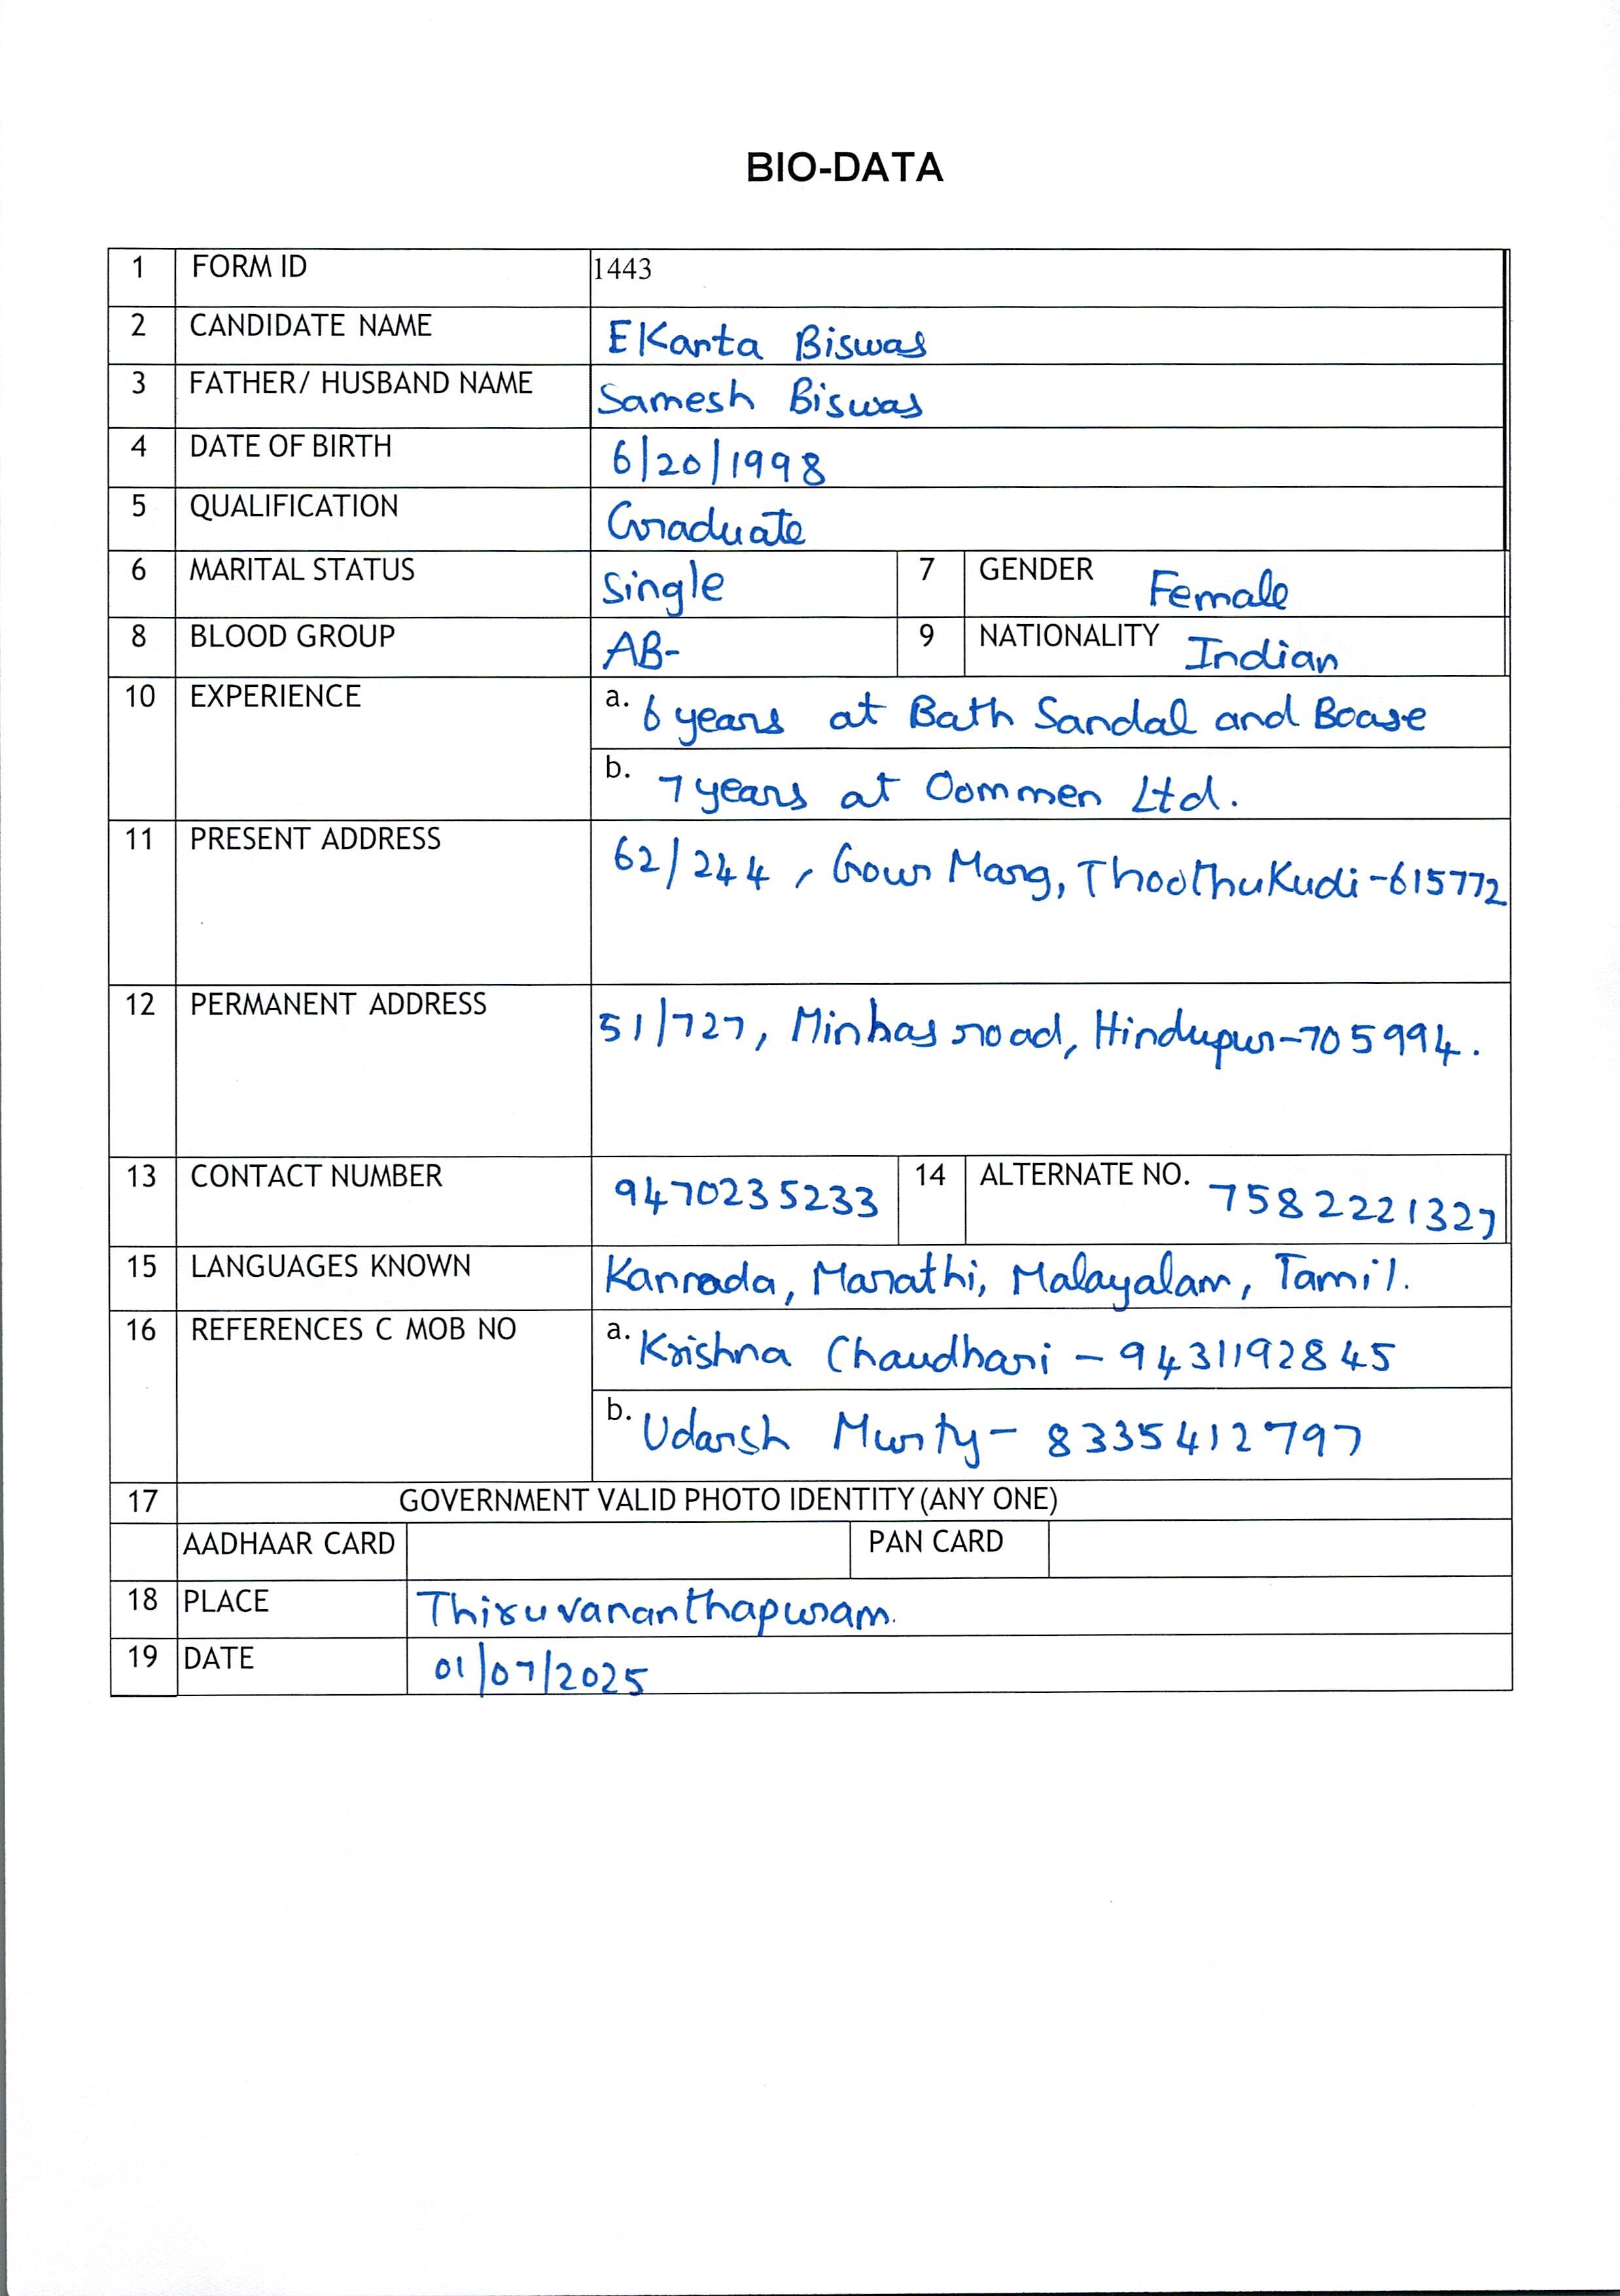 BIO-DATA
1 FORM ID 1443
2 CANDIDATE NAME Ekanta Biswas
3 FATHER/ HUSBAND NAME Samesh Biswas
4 DATE OF BIRTH 6/20/1998
5 QUALIFICATION Graduate
6 MARITAL STATUS Single 7 GENDER Female
8 BLOOD GROUP AB- 9 NATIONALITY Indian
10 EXPERIENCE a. 6 years at Bath Sandal and Boase
b. 7 years at Oommen Ltd.
11 PRESENT ADDRESS 62/244, Gour Marg, Thoothukudi-615772
12 PERMANENT ADDRESS 51/727, Minhas road, Hindupur-705994.
13 CONTACT NUMBER 9470235233 14 ALTERNATE NO. 7582221327
15 LANGUAGES KNOWN Kannada, Marathi, Malayalam, Tamil.
16 REFERENCES C MOB NO a. Krishna Chaudhari - 9431192845
b. Udarsh Murty - 8335412797
17 GOVERNMENT VALID PHOTO IDENTITY (ANY ONE)
AADHAAR CARD PAN CARD
18 PLACE Thiruvananthapuram.
19 DATE 01/07/2025